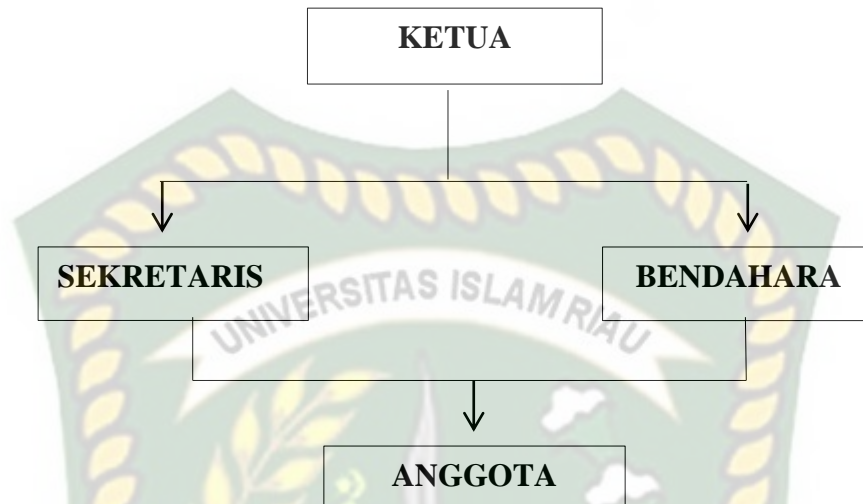 KETUA
SEKRETARIS
BENDAHARA
UNIVERSITAS ISLAM RIAU
ANGGOTA